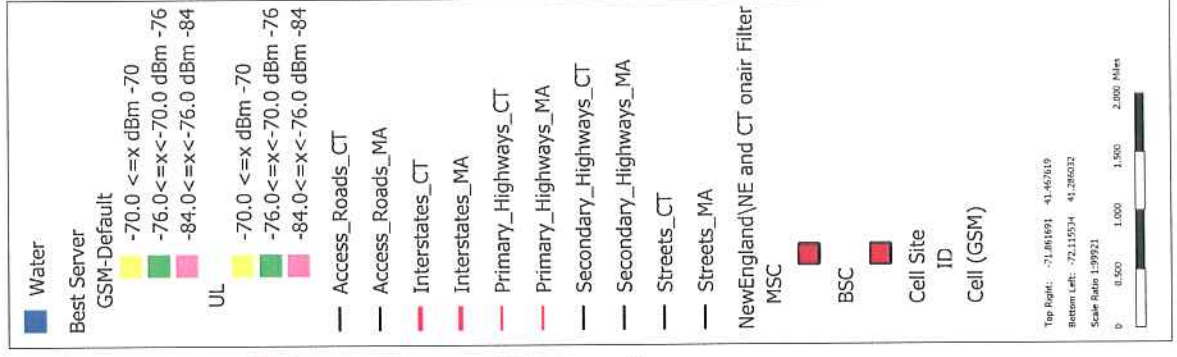 Water
Best Server
GSM-Default
-70.0 <=x dBm -70
-76.0<=x<-70.0 dBm -76
-84.0<=x<-76.0 dBm -84
UL
-70.0 <=x dBm -70
-76.0<=x<-70.0 dBm -76
-84.0<=x<-76.0 dBm -84
Access_Roads_CT
Access_Roads_MA
Interstates_CT
Interstates_MA
Primary_Highways_CT
Primary_Highways_MA
Secondary_Highways_CT
Secondary_Highways_MA
Streets_CT
Streets_MA
NewEngland\NE and CT onair Filter
MSC
BSC
Cell Site
ID
Cell (GSM)
Top Right: -71.861691 41.467619
Bottom Left: -72.115534 41.286032
Scale Ratio 1:99921
0 0.500 1.000 1.500 2.000 Miles